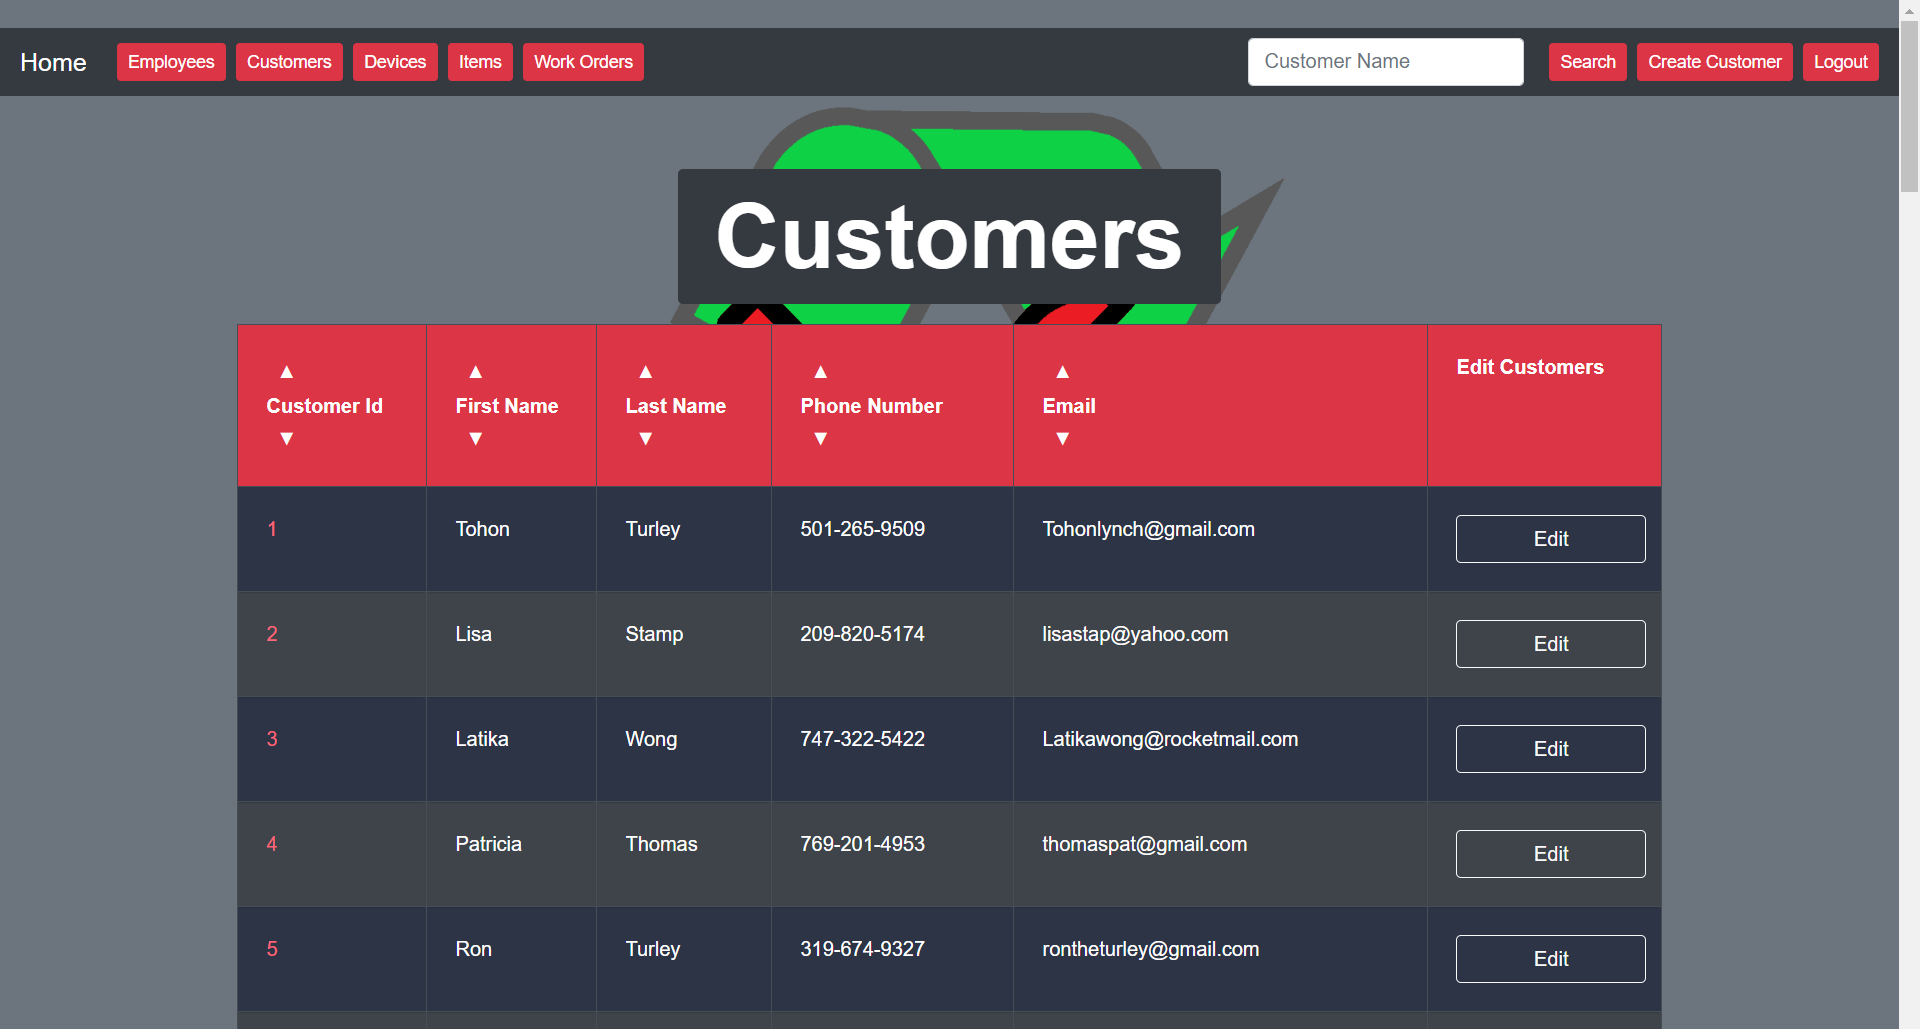 Home Employees Customers Devices Items Work Orders Customer Name Search Create Customer Logout
Customers
▲ ▲ ▲ ▲ ▲
Customer Id First Name Last Name Phone Number Email Edit Customers
▼ ▼ ▼ ▼ ▼
1 Tohon Turley 501-265-9509 Tohonlynch@gmail.com Edit
2 Lisa Stamp 209-820-5174 lisastap@yahoo.com Edit
3 Latika Wong 747-322-5422 Latikawong@rocketmail.com Edit
4 Patricia Thomas 769-201-4953 thomaspat@gmail.com Edit
5 Ron Turley 319-674-9327 rontheturley@gmail.com Edit